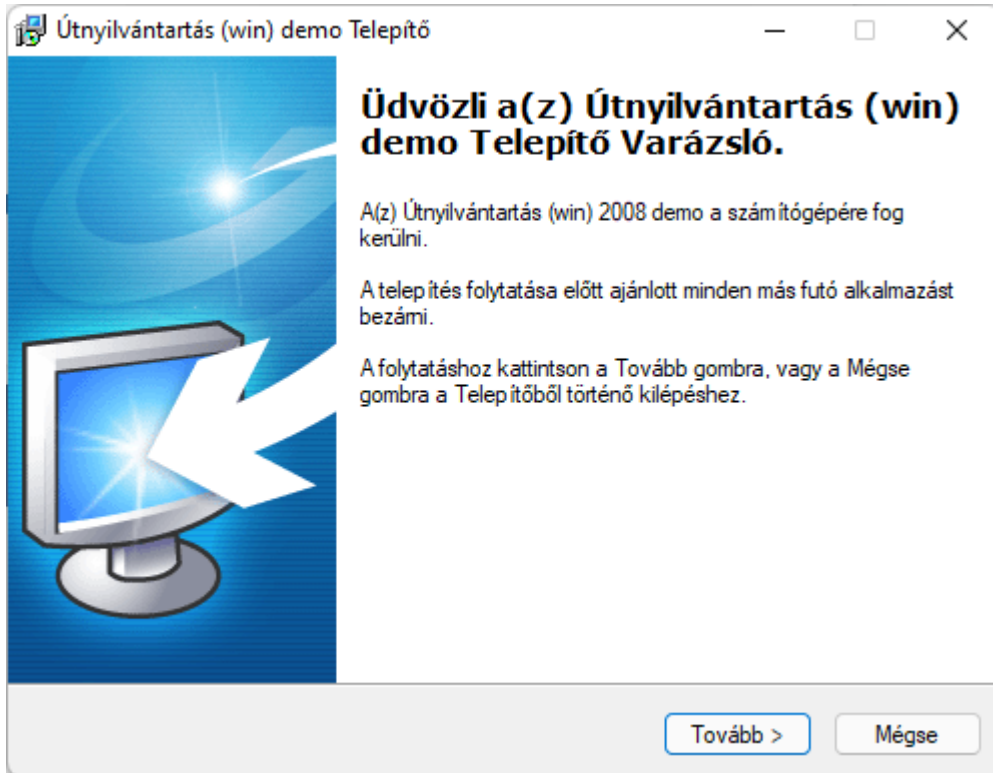 Útnyilvántartás (win) demo Telepítő
Üdvözli a(z) Útnyilvántartás (win)
demo Telepítő Varázsló.
A(z) Útnyilvántartás (win) 2008 demo a számítógépére fog
kerülni.
A telepítés folytatása előtt ajánlott minden más futó alkalmazást
bezárni.
A folytatáshoz kattintson a Tovább gombra, vagy a Mégse
gombra a Telepítőből történő kilépéshez.
Tovább >
Mégse